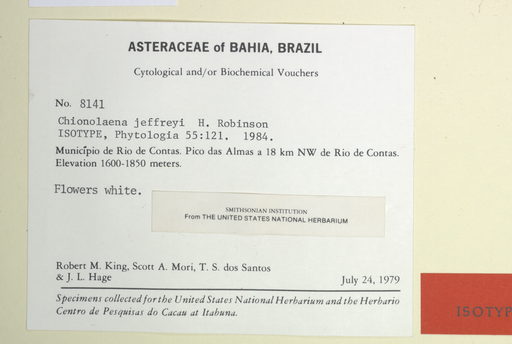 ASTERACEAE of BAHIA, BRAZIL
Cytological and/or Biochemical Vouchers
No. 8141
Chionolaena jeffreyi H. Robinson
ISOTYPE, Phytologia 55:121. 1984.
Município de Rio de Contas. Pico das Almas a 18 km NW de Rio de Contas.
Elevation 1600-1850 meters.
Flowers white.
SMITHSONIAN INSTITUTION
From THE UNITED STATES NATIONAL HERBARIUM
Robert M. King, Scott A. Mori, T. S. dos Santos
& J. L. Hage
July 24, 1979
Specimens collected for the United States National Herbarium and the Herbario
Centro de Pesquisas do Cacau at Itabuna.
ISOTYP